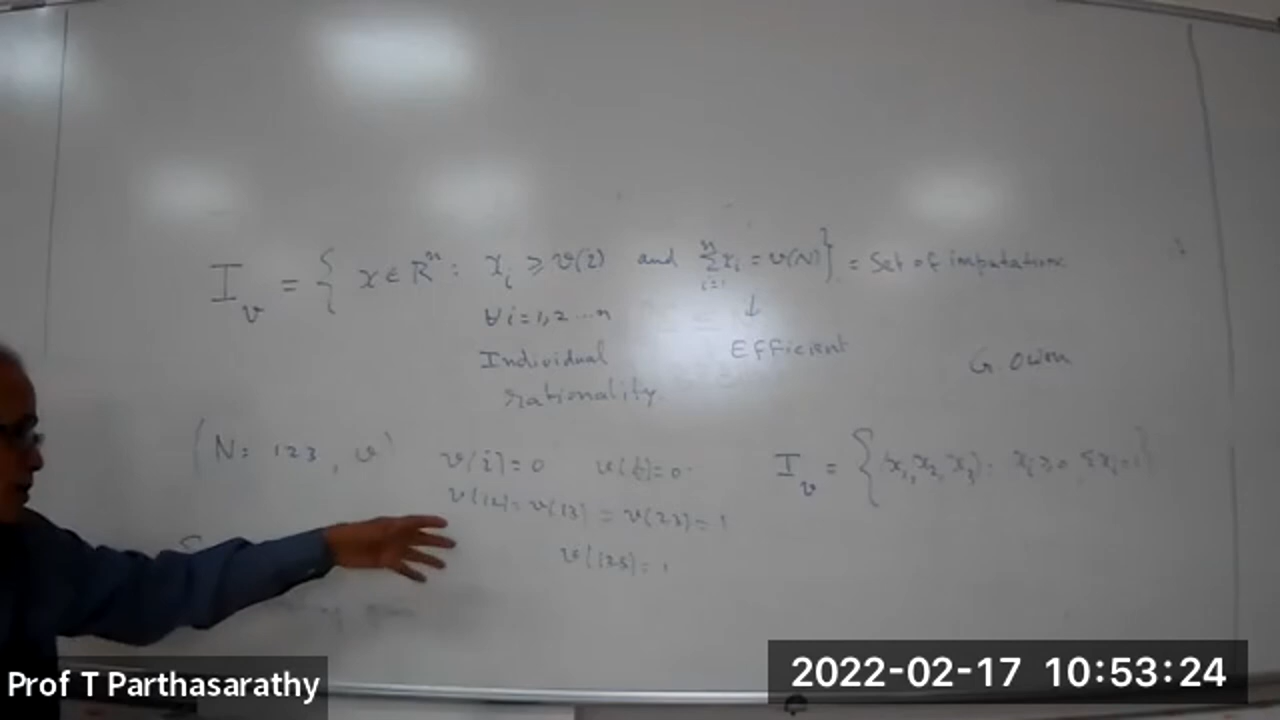 I_v = { x ∈ R^n : x_i ≥ v(i) and \sum_{i=1}^{n} x_i = v(N) } = Set of imputations
∀ i = 1, 2 ... n ↓
Individual Efficient
rationality G. Owen
(N = 123, v) v(i) = 0 v(φ) = 0 I_v = { (x_1, x_2, x_3) : x_i ≥ 0, Σx_i = 1 }
v(12) = v(13) = v(23) = 1
v(123) = 1
Prof T Parthasarathy
2022-02-17 10:53:24